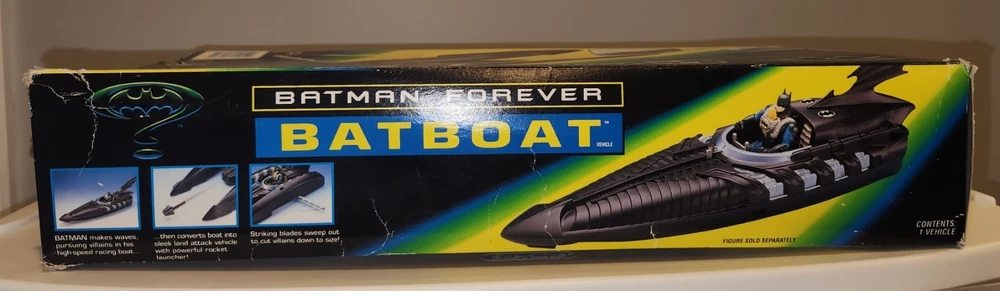 BATMAN FOREVER
BATBOAT™
VEHICLE
BATMAN makes waves,
pursuing villains in his
high-speed racing boat...
...then converts boat into
sleek land attack vehicle
with powerful rocket
launcher!
Striking blades sweep out
to cut villains down to size!
FIGURE SOLD SEPARATELY
CONTENTS:
1 VEHICLE